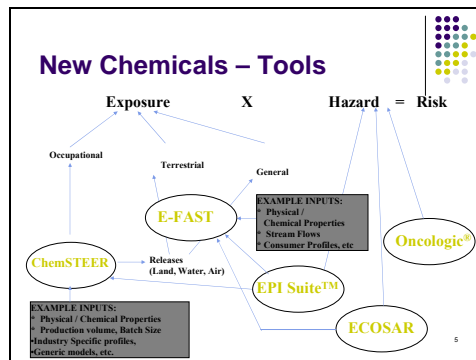 New Chemicals – Tools
Exposure X Hazard = Risk
Occupational
Terrestrial
General
E-FAST
EXAMPLE INPUTS:
* Physical /
Chemical Properties
* Stream Flows
* Consumer Profiles, etc
Oncologic®
ChemSTEER
Releases
(Land, Water, Air)
EPI Suite™
EXAMPLE INPUTS:
* Physical / Chemical Properties
* Production volume, Batch Size
•Industry Specific profiles,
•Generic models, etc.
ECOSAR
5